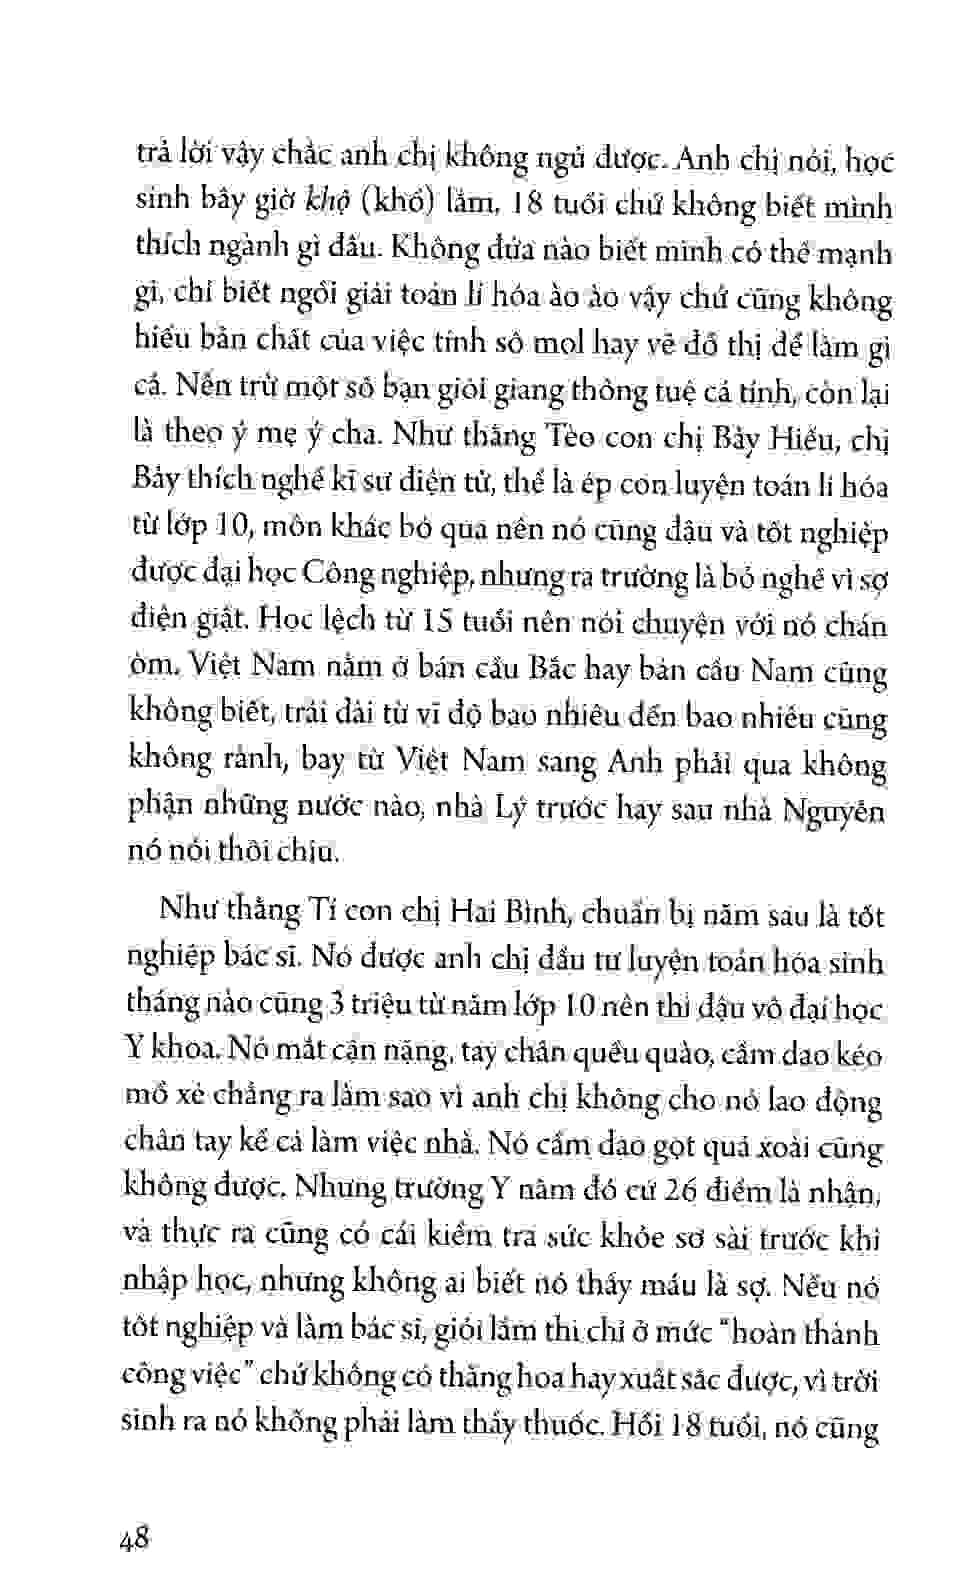 trả lời vậy chắc anh chị không ngủ được. Anh chị nói, học
sinh bây giờ khộ (khổ) lắm, 18 tuổi chứ không biết mình
thích ngành gì đâu. Không đứa nào biết mình có thế mạnh
gì, chỉ biết ngồi giải toán lí hóa ào ào vậy chứ cũng không
hiểu bản chất của việc tính số mol hay vẽ đồ thị để làm gì
cả. Nên trừ một số bạn giỏi giang thông tuệ cá tính, còn lại
là theo ý mẹ ý cha. Như thằng Tèo con chị Bảy Hiếu, chị
Bảy thích nghề kĩ sư điện tử, thế là ép con luyện toán lí hóa
từ lớp 10, môn khác bỏ qua nên nó cũng đậu và tốt nghiệp
được đại học Công nghiệp, nhưng ra trường là bỏ nghề vì sợ
điện giật. Học lệch từ 15 tuổi nên nói chuyện với nó chán
òm. Việt Nam nằm ở bán cầu Bắc hay bán cầu Nam cũng
không biết, trải dài từ vĩ độ bao nhiêu đến bao nhiêu cũng
không rành, bay từ Việt Nam sang Anh phải qua không
phận những nước nào, nhà Lý trước hay sau nhà Nguyễn
nó nói thôi chịu.
Như thằng Tí con chị Hai Bình, chuẩn bị năm sau là tốt
nghiệp bác sĩ. Nó được anh chị đầu tư luyện toán hóa sinh
tháng nào cũng 3 triệu từ năm lớp 10 nên thi đậu vô đại học
Y khoa. Nó mắt cận nặng, tay chân quều quào, cầm dao kéo
mổ xẻ chẳng ra làm sao vì anh chị không cho nó lao động
chân tay kể cả làm việc nhà. Nó cầm dao gọt quả xoài cũng
không được. Nhưng trường Y năm đó cứ 26 điểm là nhận,
và thực ra cũng có cái kiểm tra sức khỏe sơ sài trước khi
nhập học, nhưng không ai biết nó thấy máu là sợ. Nếu nó
tốt nghiệp và làm bác sĩ, giỏi lắm thì chỉ ở mức “hoàn thành
công việc” chứ không có thăng hoa hay xuất sắc được, vì trời
sinh ra nó không phải làm thầy thuốc. Hồi 18 tuổi, nó cũng
48